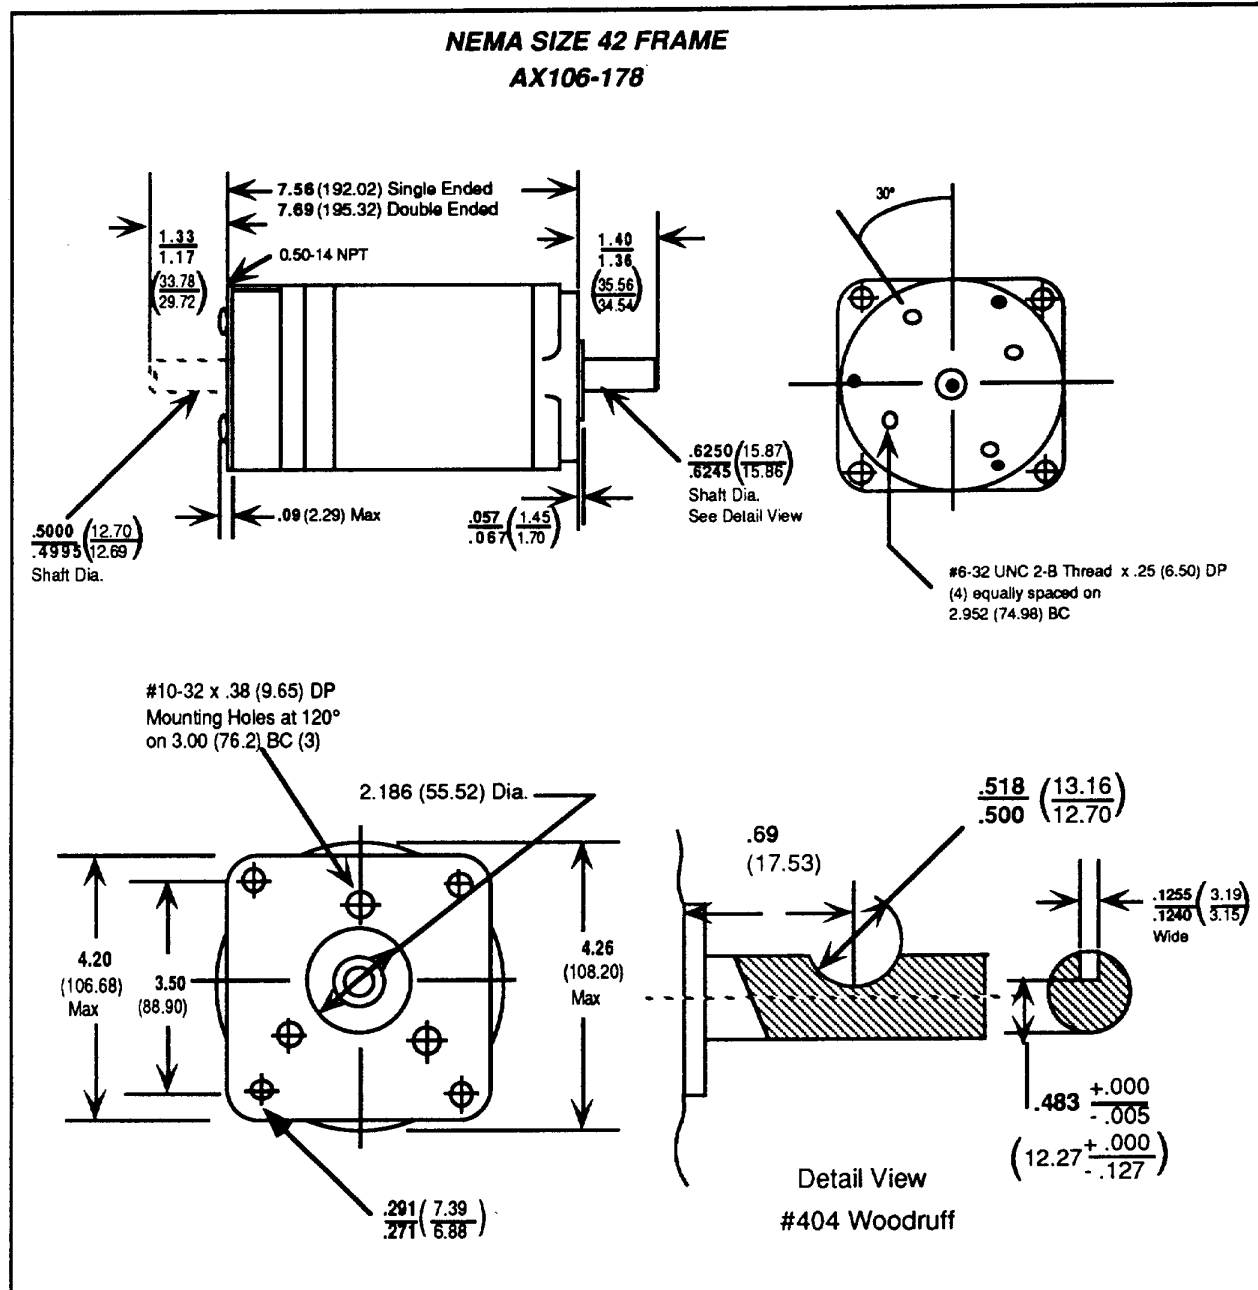 NEMA SIZE 42 FRAME
AX106-178
7.56 (192.02) Single Ended
7.69 (195.32) Double Ended
1.33
1.17
(33.78
29.72)
0.50-14 NPT
1.40
1.36
(35.56
34.54)
30°
.6250 (15.87
.6245 15.86)
Shaft Dia.
See Detail View
.09 (2.29) Max
.057 (1.45
.067 1.70)
.5000 (12.70
.4995 12.69)
Shaft Dia.
#6-32 UNC 2-B Thread x .25 (6.50) DP
(4) equally spaced on
2.952 (74.98) BC
#10-32 x .38 (9.65) DP
Mounting Holes at 120°
on 3.00 (76.2) BC (3)
2.186 (55.52) Dia.
4.20
(106.68)
Max
3.50
(88.90)
4.26
(108.20)
Max
.291 (7.39
.271 6.88)
.518 (13.16
.500 12.70)
.69
(17.53)
.1255 (3.19
.1240 3.15)
Wide
.483 +.000
- .005
(12.27 + .000
- .127)
Detail View
#404 Woodruff